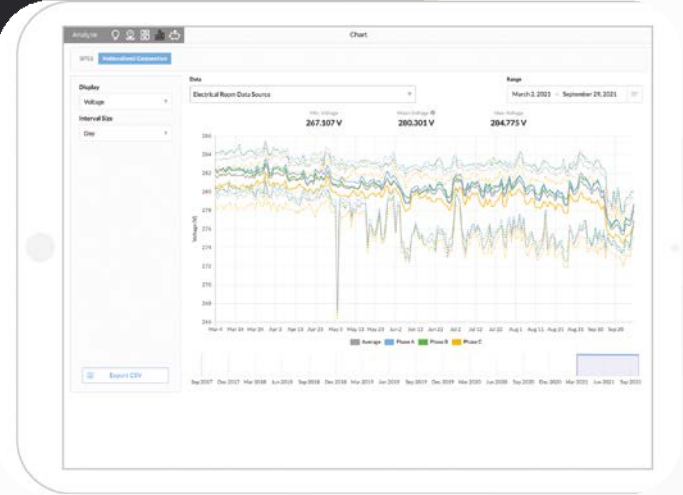 Analyze
Chart
SITES
Data
Range
Display
Electrical Room Data Source
March 2, 2021 – September 29, 2021
Voltage
Min. Voltage
Mean Voltage
Max. Voltage
Interval Size
267.107 V
280.301 V
284.775 V
Day
286
284
282
280
278
276
274
272
270
268
266
Voltage (V)
Mar 4 Mar 14 Mar 24 Apr 3 Apr 13 Apr 23 May 3 May 13 May 23 Jun 2 Jun 12 Jun 22 Jul 2 Jul 12 Jul 22 Aug 1 Aug 11 Aug 21 Aug 31 Sep 10 Sep 20
Average Phase A Phase B Phase C
Export CSV
Sep 2017 Dec 2017 Mar 2018 Jun 2018 Sep 2018 Dec 2018 Mar 2019 Jun 2019 Sep 2019 Dec 2019 Mar 2020 Jun 2020 Sep 2020 Dec 2020 Mar 2021 Jun 2021 Sep 2021